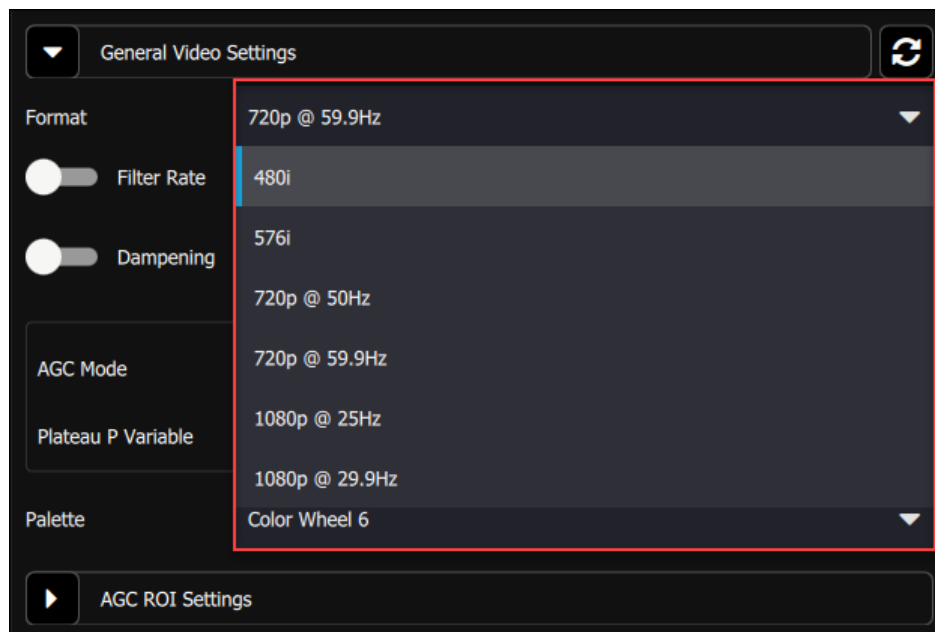 General Video Settings
Format
720p @ 59.9Hz
Filter Rate
480i
576i
Dampening
720p @ 50Hz
720p @ 59.9Hz
AGC Mode
1080p @ 25Hz
Plateau P Variable
1080p @ 29.9Hz
Palette
Color Wheel 6
AGC ROI Settings